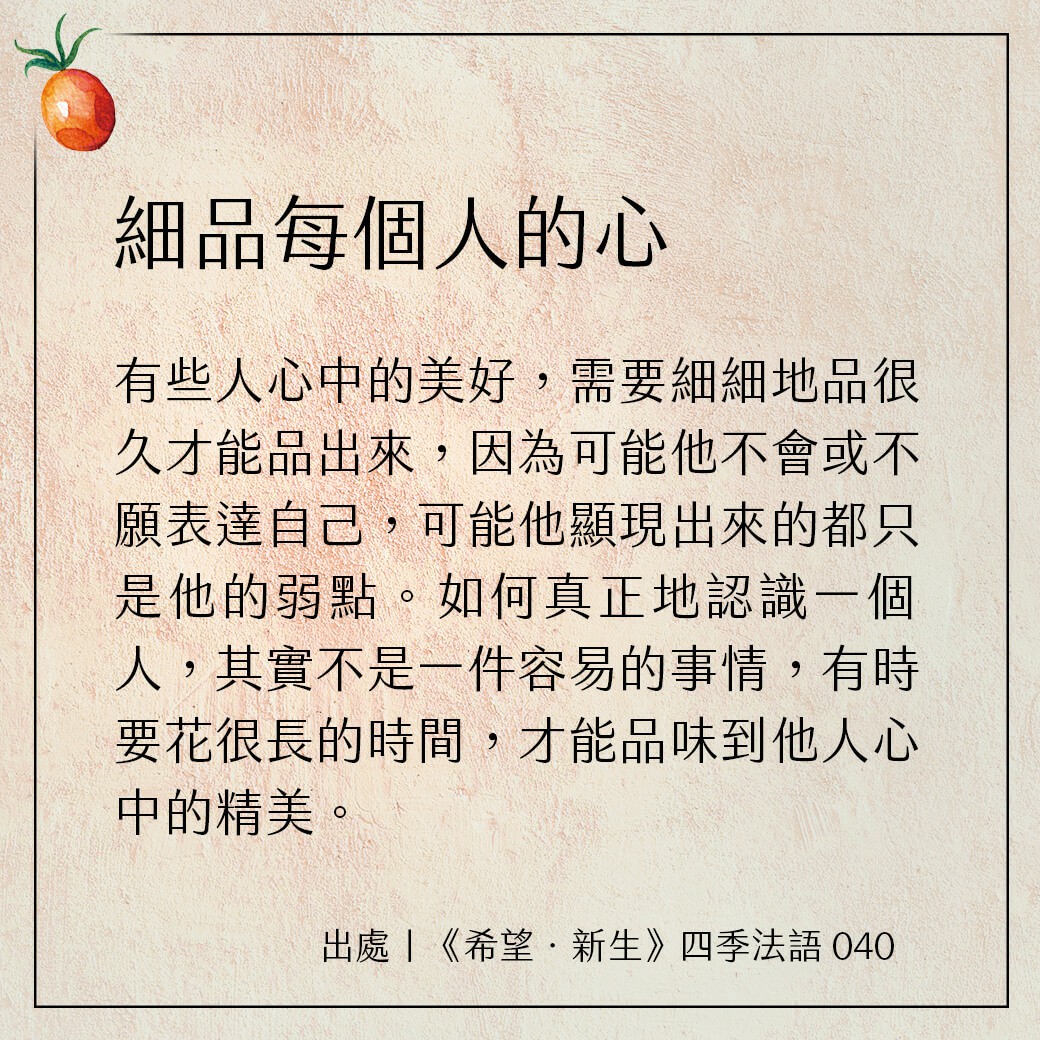 細品每個人的心
有些人心中的美好，需要細細地品很
久才能品出來，因為可能他不會或不
願表達自己，可能他顯現出來的都只
是他的弱點。如何真正地認識一個
人，其實不是一件容易的事情，有時
要花很長的時間，才能品味到他人心
中的精美。
出處｜《希望．新生》四季法語 040